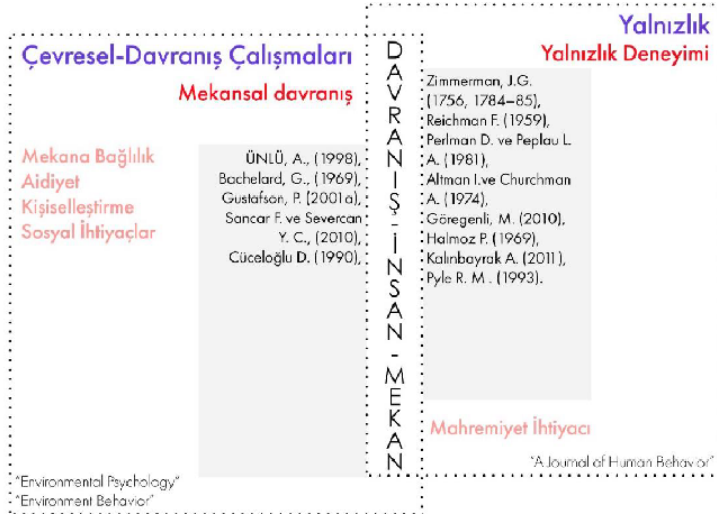 Çevresel-Davranış Çalışmaları
Mekansal davranış
Mekana Bağlılık
Aidiyet
Kişiselleştirme
Sosyal İhtiyaçlar
ÜNLÜ, A., (1998),
Bachelard, G., (1969),
Gustafson, P. (2001a),
Sancar F. ve Severcan
Y. C., (2010),
Cüceloğlu D. (1990),
"Environmental Psychology"
"Environment Behavior"
DAVRANIŞ-İNSAN-MEKAN
Yalnızlık
Yalnızlık Deneyimi
Zimmerman, J.G.
(1756, 1784–85),
Reichman F. (1959),
Perlman D. ve Peplau L.
A. (1981),
Altman I.ve Churchman
A. (1974),
Göregenli, M. (2010),
Halmoz P. (1969),
Kalınbayrak A. (2011),
Pyle R. M . (1993).
Mahremiyet İhtiyacı
"A Journal of Human Behavior"